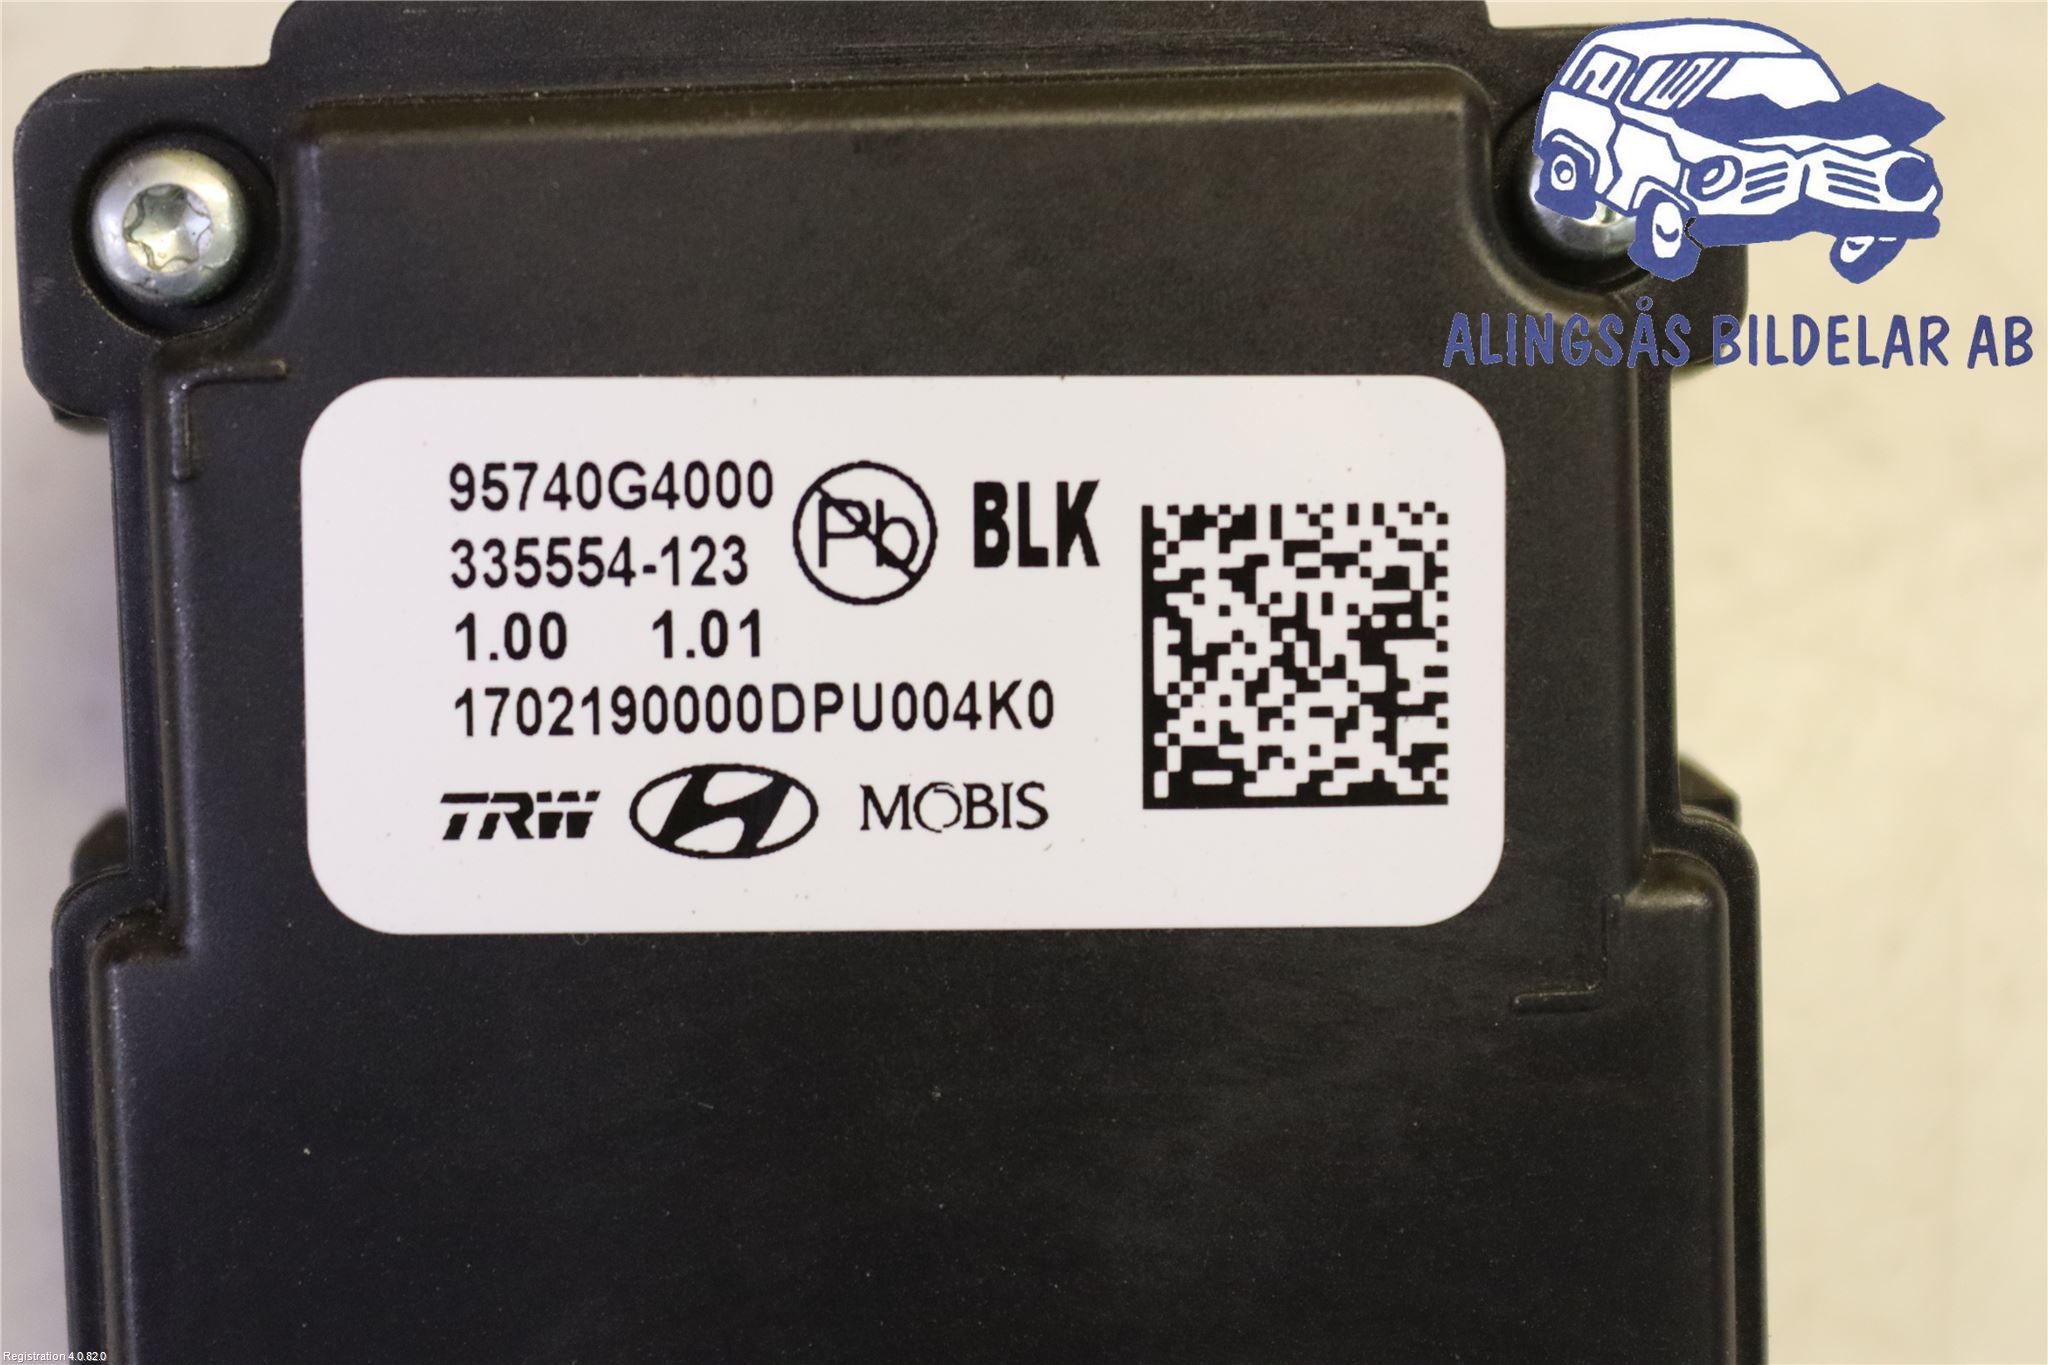 ALINGSÅS BILDELAR AB
95740G4000
335554-123
Pb
BLK
1.00 1.01
1702190000DPU004K0
TRW
MOBIS
Registration 4.0.82.0